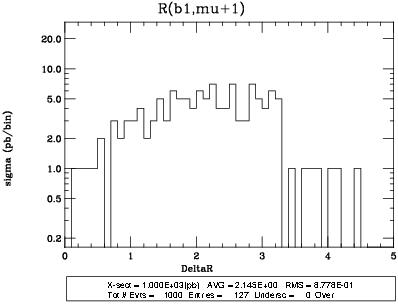 R(b1,mu+1)
20.0
10.0
5.0
2.0
1.0
0.5
0.2
sigma (pb/bin)
0 1 2 3 4 5
DeltaR
X-sect = 1.000E+03(pb) AVG = 2.145E+00 RMS = 8.778E-01
Tot # Evts = 1000 Entries = 127 Undersc = 0 Over